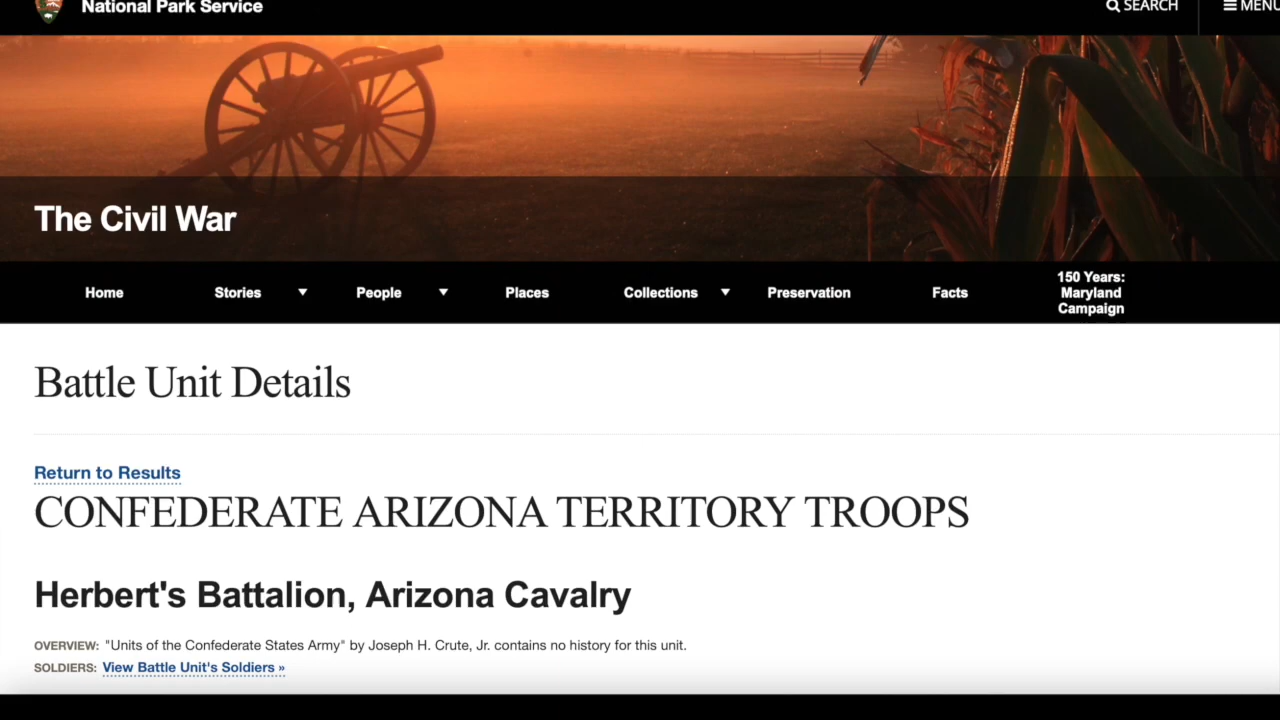 National Park Service
SEARCH
MENU
The Civil War
Home
Stories
People
Places
Collections
Preservation
Facts
150 Years:
Maryland
Campaign
Battle Unit Details
Return to Results
CONFEDERATE ARIZONA TERRITORY TROOPS
Herbert's Battalion, Arizona Cavalry
OVERVIEW: "Units of the Confederate States Army" by Joseph H. Crute, Jr. contains no history for this unit.
SOLDIERS: View Battle Unit's Soldiers »